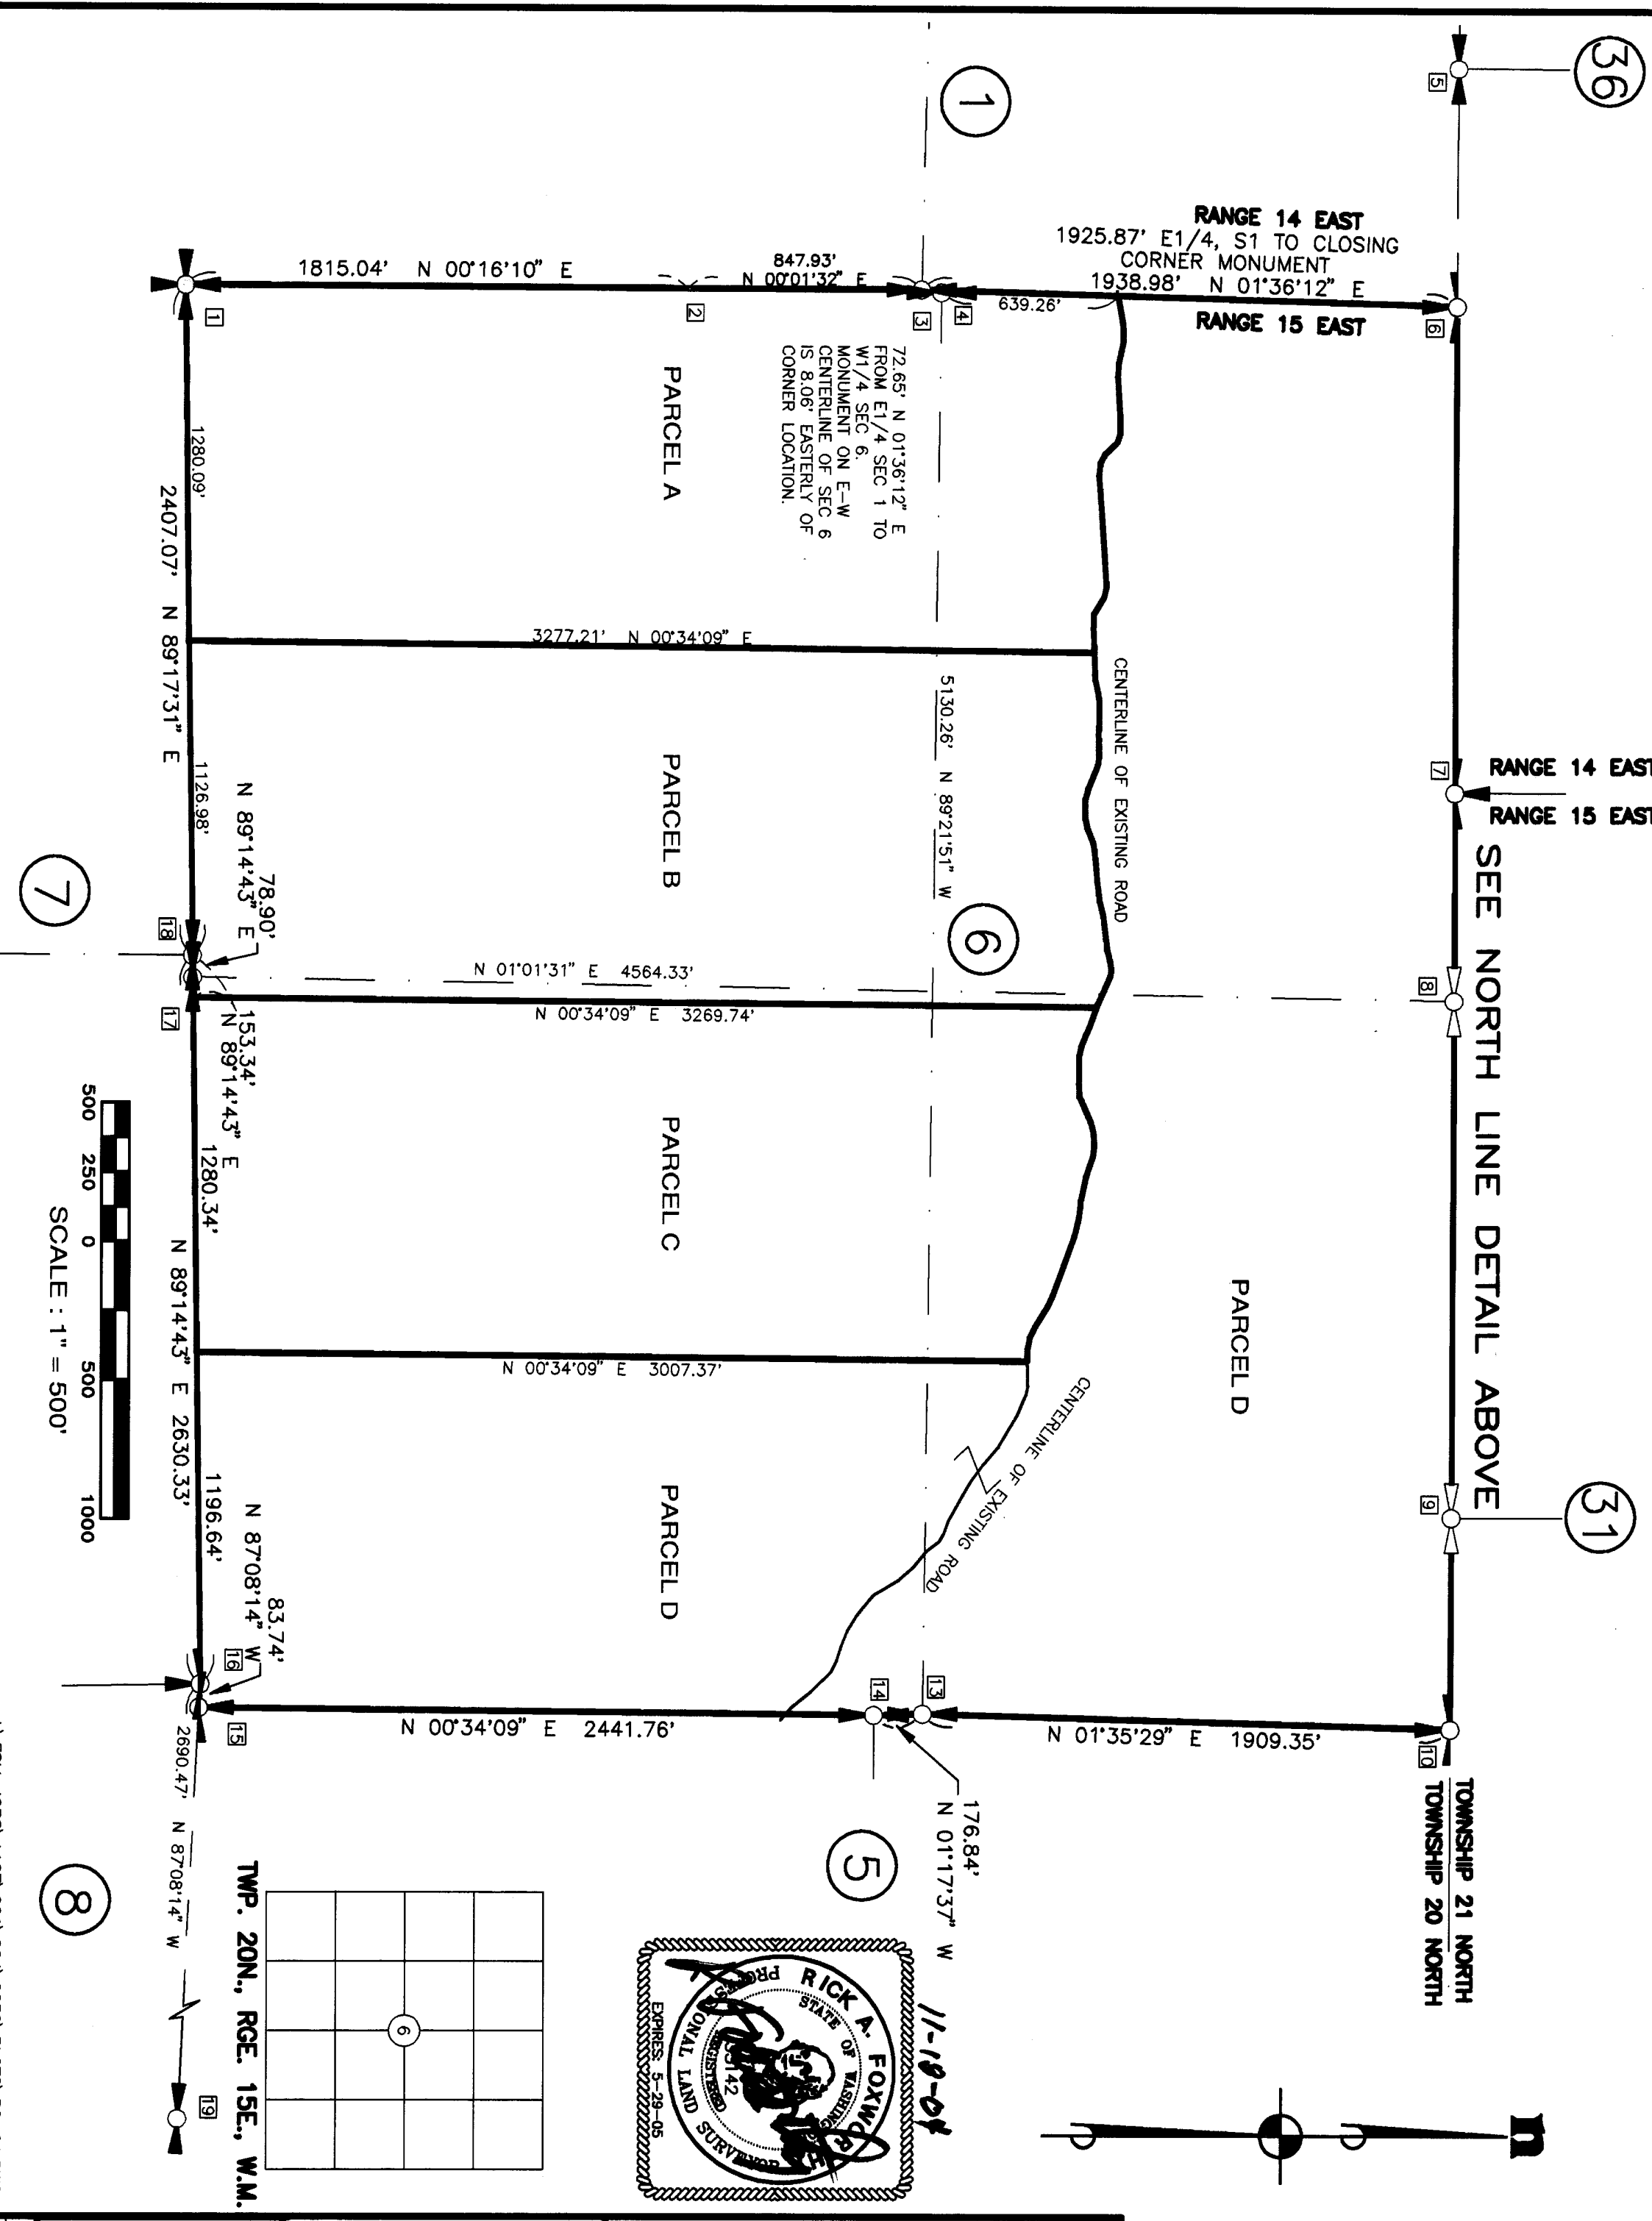 36
31
SEE NORTH LINE DETAIL ABOVE
RANGE 14 EAST
RANGE 15 EAST
5
6
7
8
9
10
TOWNSHIP 21 NORTH
TOWNSHIP 20 NORTH
RANGE 14 EAST
1925.87' E1/4, S1 TO CLOSING
CORNER MONUMENT
1938.98' N 01°36'12" E
RANGE 15 EAST
639.26'
PARCEL D
N 01°35'29" E 1909.35'
CENTERLINE OF EXISTING ROAD
CENTERLINE OF EXISTING ROAD
1
6
5
3
4
13
14
176.84'
N 01°17'37" W
5130.26' N 89°21'51" W
72.65' N 01°36'12" E
FROM E1/4 SEC 1 TO
W1/4 SEC 6.
MONUMENT ON E-W
CENTERLINE OF SEC 6
IS 8.06' EASTERLY OF
CORNER LOCATION.
847.93'
N 00°01'32" E
2
1815.04' N 00°16'10" E
PARCEL A
PARCEL B
PARCEL C
PARCEL D
3277.21' N 00°34'09" E
N 01°01'31" E 4564.33'
N 00°34'09" E 3269.74'
N 00°34'09" E 3007.37'
N 00°34'09" E 2441.76'
1
1280.09'
2407.07' N 89°17'31" E
1126.98'
78.90'
N 89°14'43" E
18
17
153.34'
N 89°14'43" E
1280.34'
N 89°14'43" E 2630.33'
1196.64'
83.74'
N 87°08'14" W
16
15
2690.47' N 87°08'14" W
19
7
8
500 250 0 500 1000
SCALE : 1" = 500'
6
TWP. 20N., RGE. 15E., W.M.
11-18-04
RICK A. FOXWORTH
STATE OF WASHINGTON
REGISTERED
PROFESSIONAL LAND SURVEYOR
EXPIRES: 5-29-05
n